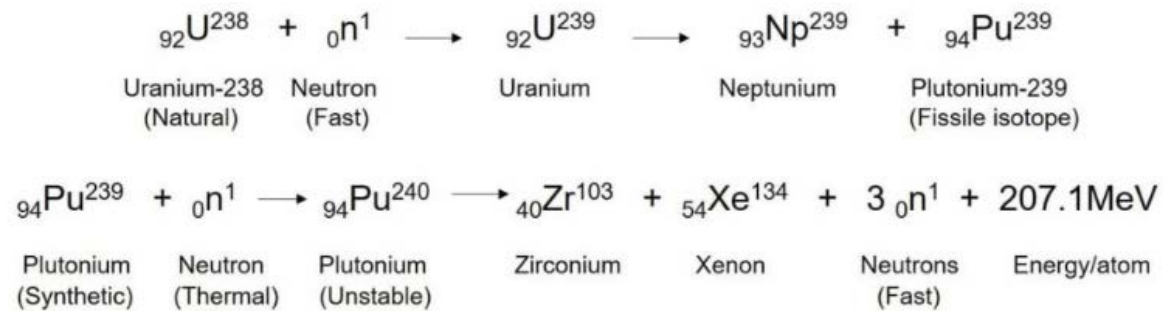 ₉₂U²³⁸ + ₀n¹ → ₉₂U²³⁹ → ₉₃Np²³⁹ + ₉₄Pu²³⁹
Uranium-238 Neutron Uranium Neptunium Plutonium-239
(Natural) (Fast) (Fissile isotope)
₉₄Pu²³⁹ + ₀n¹ → ₉₄Pu²⁴⁰ → ₄₀Zr¹⁰³ + ₅₄Xe¹³⁴ + 3 ₀n¹ + 207.1MeV
Plutonium Neutron Plutonium Zirconium Xenon Neutrons Energy/atom
(Synthetic) (Thermal) (Unstable) (Fast)